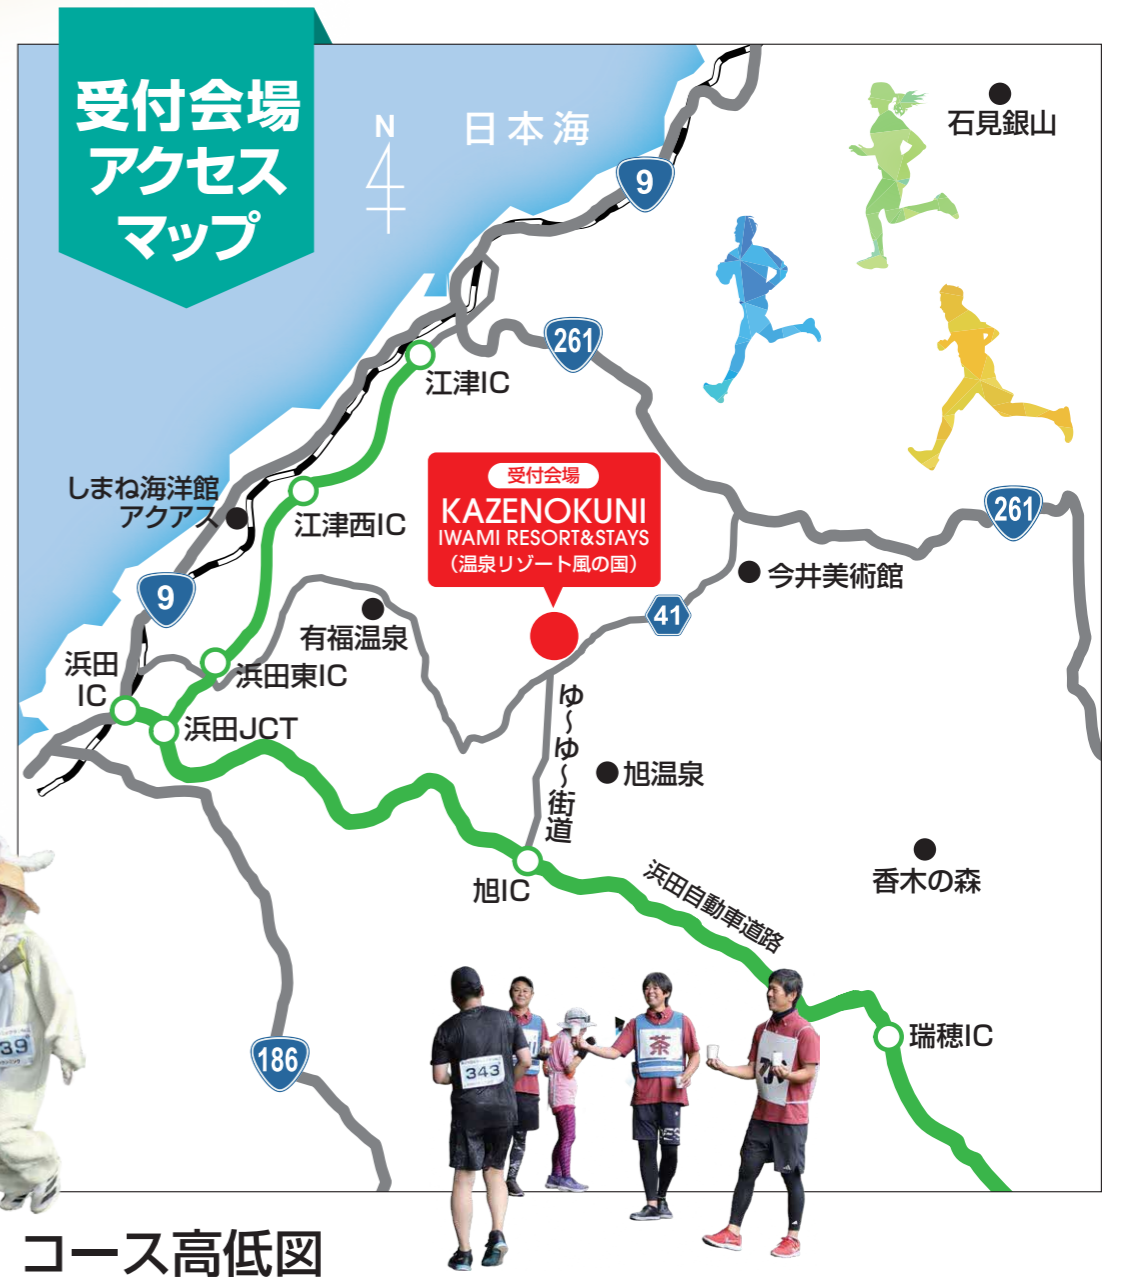 受付会場
アクセス
マップ
N
日本海
石見銀山
9
261
江津IC
しまね海洋館
アクアス
江津西IC
受付会場
KAZENOKUNI
IWAMI RESORT&STAYS
（温泉リゾート風の国）
261
9
今井美術館
41
有福温泉
浜田
IC
浜田東IC
浜田JCT
ゆ〜ゆ〜街道
旭温泉
旭IC
香木の森
浜田自動車道路
瑞穂IC
186
39
343
茶
水
コース高低図